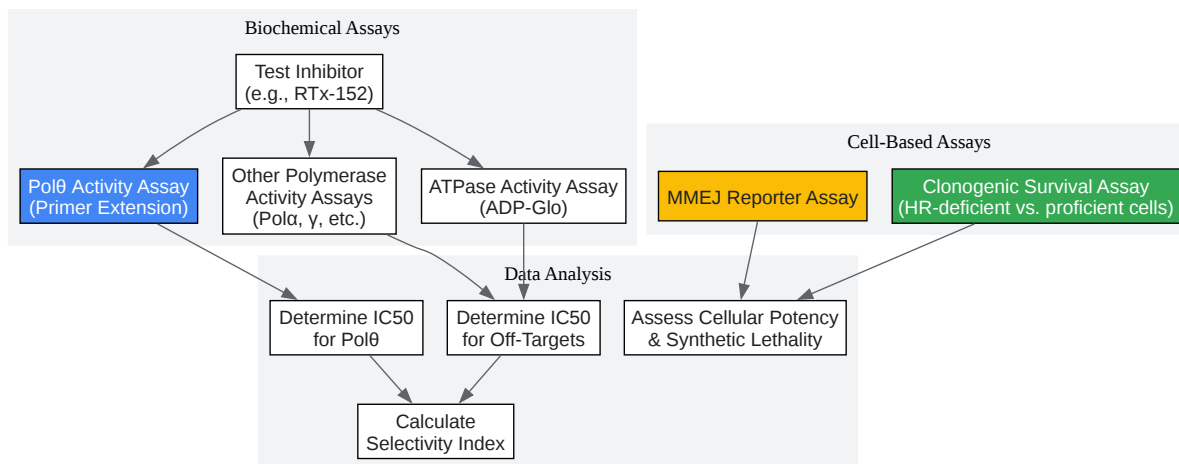 Biochemical Assays
Test Inhibitor
(e.g., RTx-152)
Polθ Activity Assay
(Primer Extension)
Other Polymerase
Activity Assays
(Polα, γ, etc.)
ATPase Activity Assay
(ADP-Glo)
Cell-Based Assays
MMEJ Reporter Assay
Clonogenic Survival Assay
(HR-deficient vs. proficient cells)
Data Analysis
Determine IC50
for Polθ
Determine IC50
for Off-Targets
Assess Cellular Potency
& Synthetic Lethality
Calculate
Selectivity Index